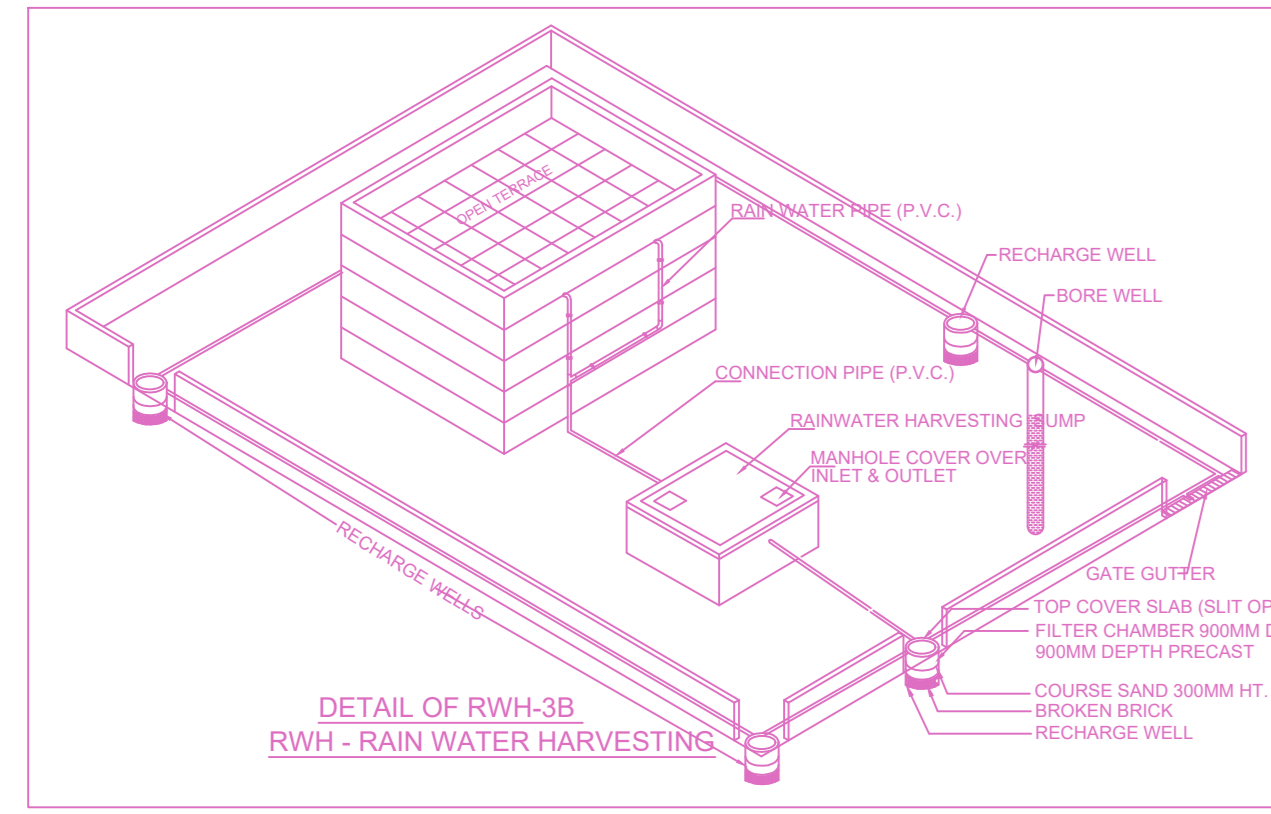 OPEN TERRACE
RAIN WATER PIPE (P.V.C.)
RECHARGE WELL
BORE WELL
CONNECTION PIPE (P.V.C.)
RAINWATER HARVESTING SUMP
MANHOLE COVER OVER
INLET & OUTLET
RECHARGE WELLS
GATE GUTTER
TOP COVER SLAB (SLIT OP
FILTER CHAMBER 900MM D
900MM DEPTH PRECAST
COURSE SAND 300MM HT.
BROKEN BRICK
RECHARGE WELL
DETAIL OF RWH-3B
RWH - RAIN WATER HARVESTING